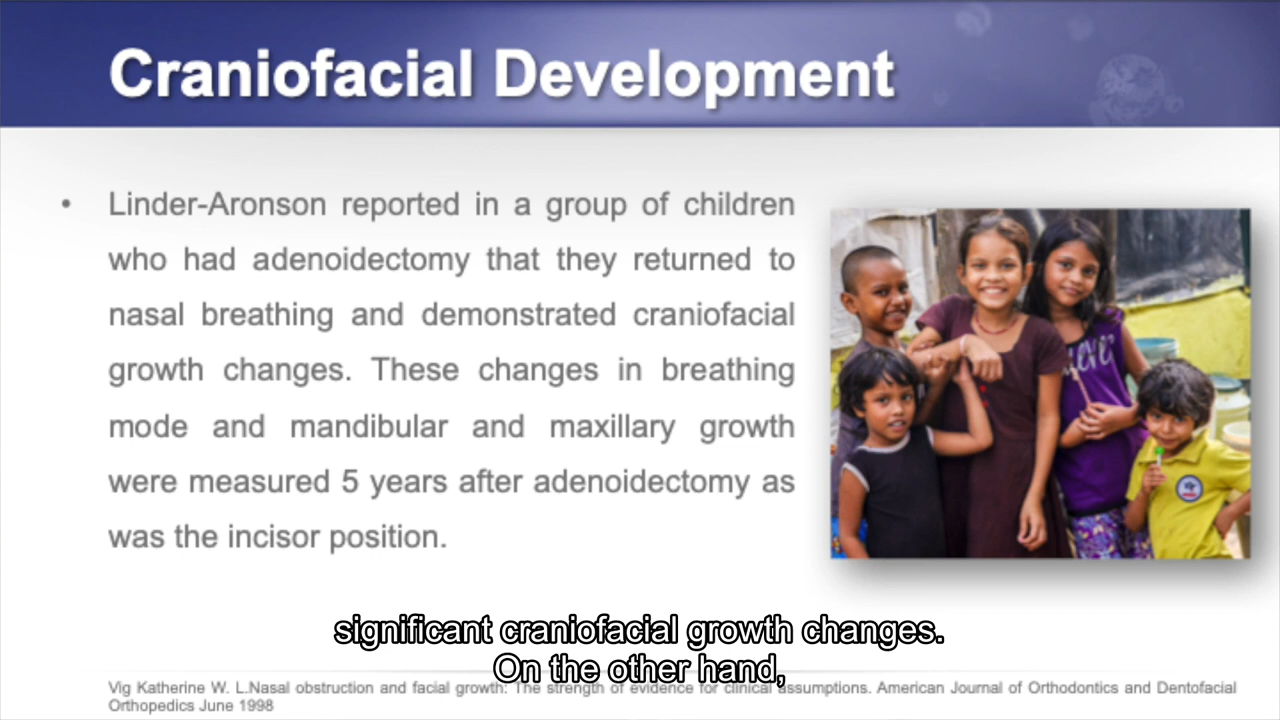 Craniofacial Development
• Linder-Aronson reported in a group of children
who had adenoidectomy that they returned to
nasal breathing and demonstrated craniofacial
growth changes. These changes in breathing
mode and mandibular and maxillary growth
were measured 5 years after adenoidectomy as
was the incisor position.
significant craniofacial growth changes.
On the other hand,
Vig Katherine W. L.Nasal obstruction and facial growth: The strength of evidence for clinical assumptions. American Journal of Orthodontics and Dentofacial
Orthopedics June 1998